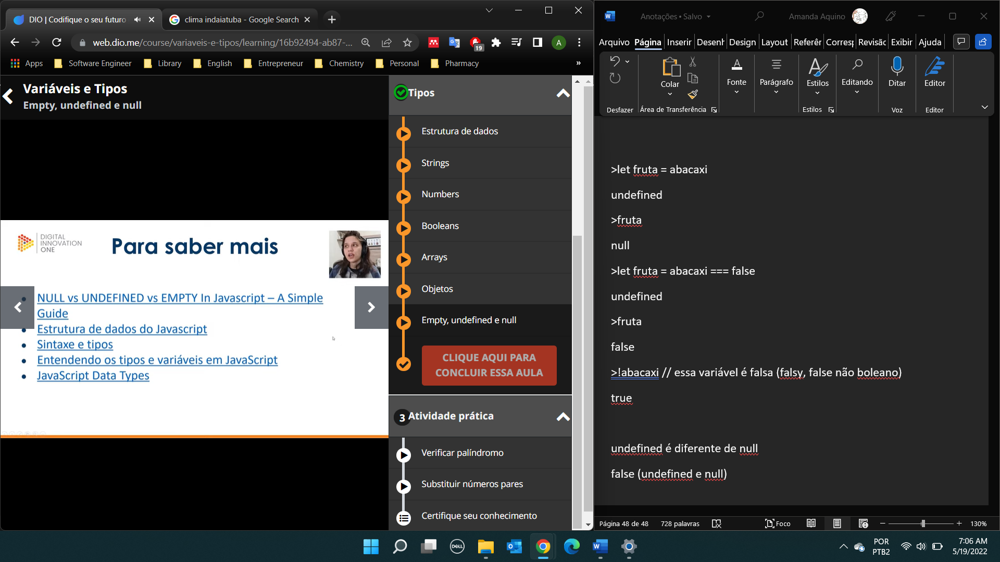 DIO | Codifique o seu futuro
clima indaiatuba - Google Search
web.dio.me/course/variaveis-e-tipos/learning/16b92494-ab87-...
19
A
Apps
Software Engineer
Library
English
Entrepreneur
Chemistry
Personal
Pharmacy
»
Variáveis e Tipos
Empty, undefined e null
DIGITAL
INNOVATION
ONE
Para saber mais
NULL vs UNDEFINED vs EMPTY In Javascript – A Simple
Guide
Estrutura de dados do Javascript
Sintaxe e tipos
Entendendo os tipos e variáveis em JavaScript
JavaScript Data Types
Tipos
Estrutura de dados
Strings
Numbers
Booleans
Arrays
Objetos
Empty, undefined e null
CLIQUE AQUI PARA
CONCLUIR ESSA AULA
3 Atividade prática
Verificar palíndromo
Substituir números pares
Certifique seu conhecimento
Anotações • Salvo
Amanda Aquino
Arquivo Página Inserir Desenh Design Layout Referên Corresp Revisão Exibir Ajuda
Colar
Fonte
Parágrafo
Estilos
Editando
Ditar
Editor
Desfazer
Área de Transferência
Estilos
Voz
Editor
>let fruta = abacaxi
undefined
>fruta
null
>let fruta = abacaxi === false
undefined
>fruta
false
>!abacaxi // essa variável é falsa (falsy, false não boleano)
true
undefined é diferente de null
false (undefined e null)
Página 48 de 48
728 palavras
Foco
130%
DELL
POR
PTB2
7:06 AM
5/19/2022